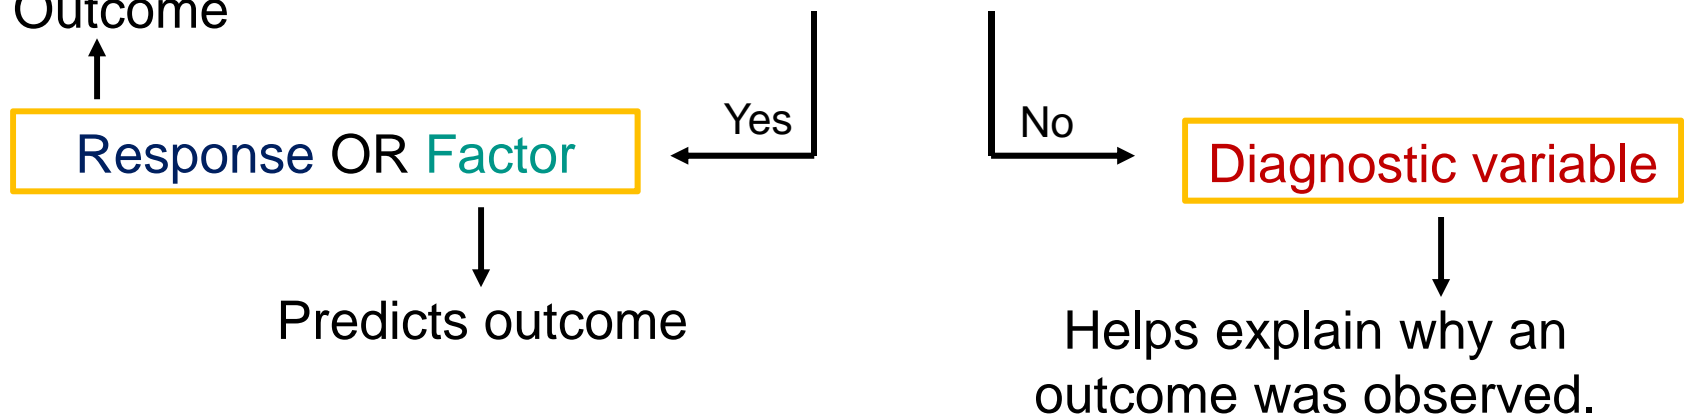 Outcome
Yes
No
Response OR Factor
Diagnostic variable
Predicts outcome
Helps explain why an
outcome was observed.